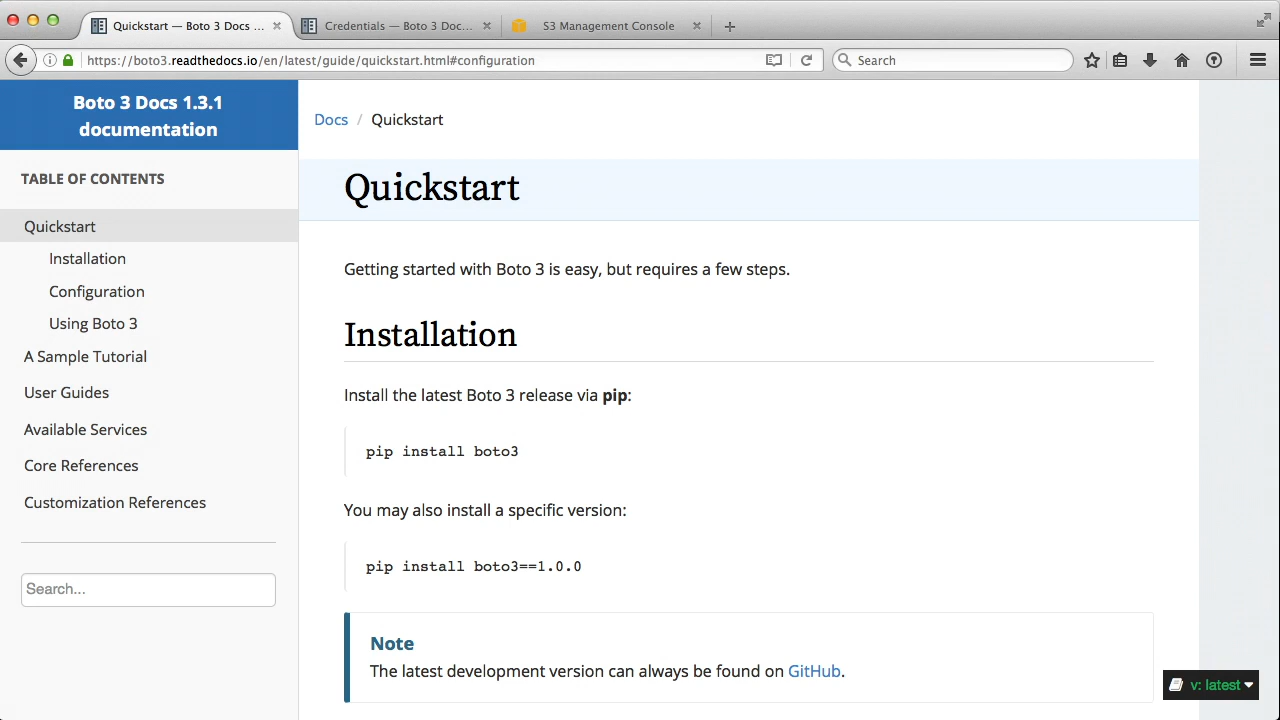 Quickstart — Boto 3 Docs ...
Credentials — Boto 3 Doc...
S3 Management Console
https://boto3.readthedocs.io/en/latest/guide/quickstart.html#configuration
Search
Boto 3 Docs 1.3.1
documentation
TABLE OF CONTENTS
Quickstart
Installation
Configuration
Using Boto 3
A Sample Tutorial
User Guides
Available Services
Core References
Customization References
Search...
Docs / Quickstart
Quickstart
Getting started with Boto 3 is easy, but requires a few steps.
Installation
Install the latest Boto 3 release via pip:
pip install boto3
You may also install a specific version:
pip install boto3==1.0.0
Note
The latest development version can always be found on GitHub.
v: latest